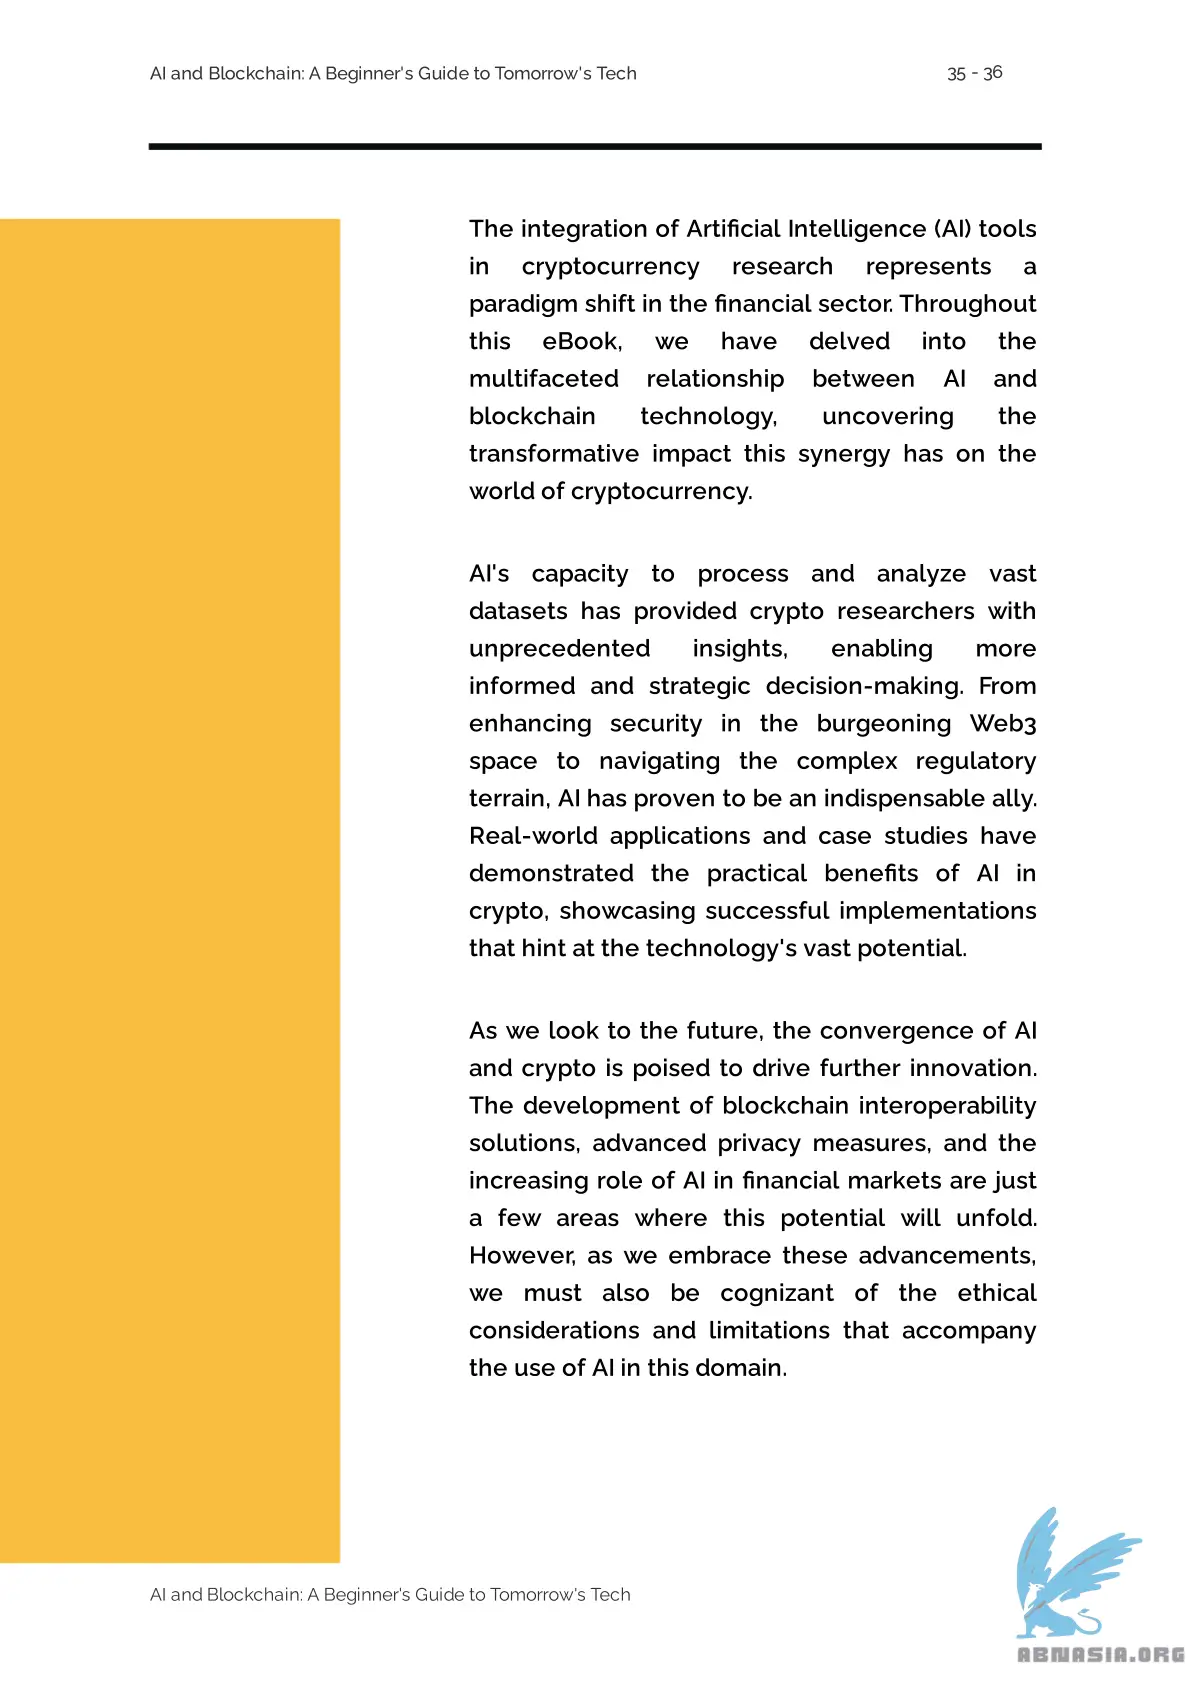 AI and Blockchain: A Beginner's Guide to Tomorrow's Tech
35 - 36
The integration of Artificial Intelligence (AI) tools
in cryptocurrency research represents a
paradigm shift in the financial sector. Throughout
this eBook, we have delved into the
multifaceted relationship between AI and
blockchain technology, uncovering the
transformative impact this synergy has on the
world of cryptocurrency.
AI's capacity to process and analyze vast
datasets has provided crypto researchers with
unprecedented insights, enabling more
informed and strategic decision-making. From
enhancing security in the burgeoning Web3
space to navigating the complex regulatory
terrain, AI has proven to be an indispensable ally.
Real-world applications and case studies have
demonstrated the practical benefits of AI in
crypto, showcasing successful implementations
that hint at the technology's vast potential.
As we look to the future, the convergence of AI
and crypto is poised to drive further innovation.
The development of blockchain interoperability
solutions, advanced privacy measures, and the
increasing role of AI in financial markets are just
a few areas where this potential will unfold.
However, as we embrace these advancements,
we must also be cognizant of the ethical
considerations and limitations that accompany
the use of AI in this domain.
AI and Blockchain: A Beginner's Guide to Tomorrow's Tech
ABNASIA.ORG